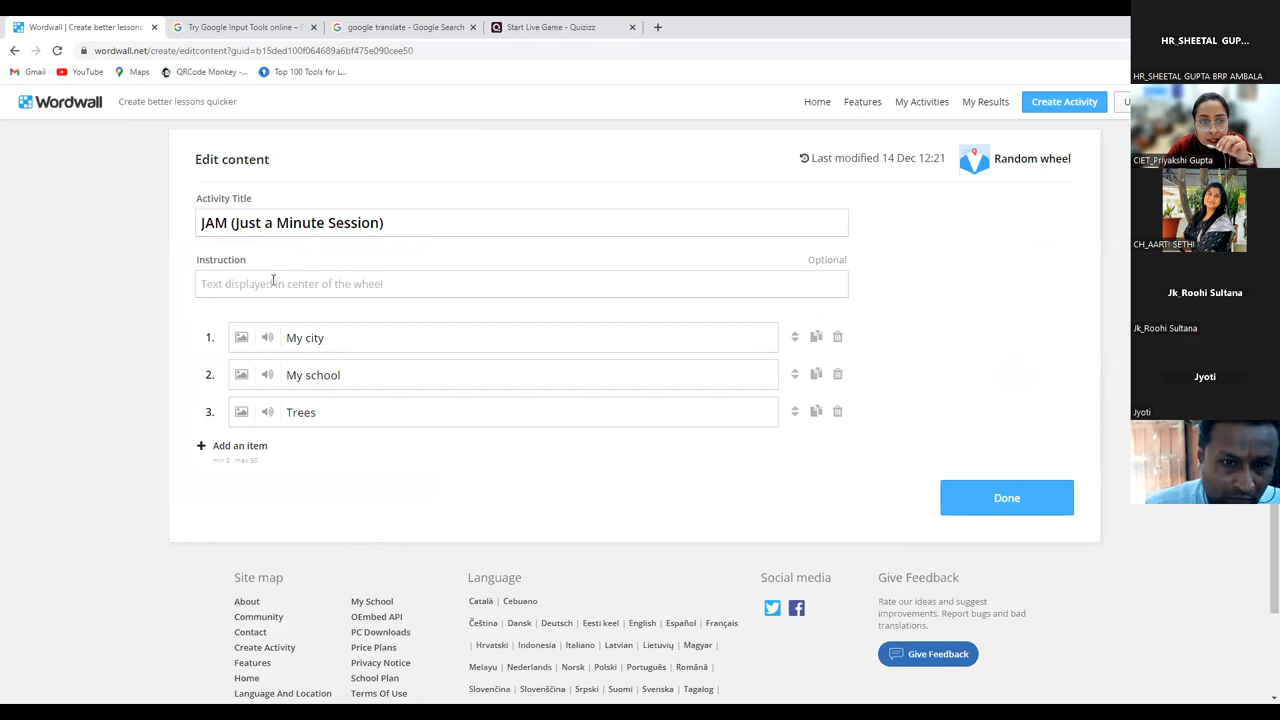 Wordwall | Create better lessons
Try Google Input Tools online –
google translate - Google Search
Start Live Game - Quizizz
wordwall.net/create/editcontent?guid=b15ded100f064689a6bf475e090cee50
Gmail
YouTube
Maps
QRCode Monkey -...
Top 100 Tools for L...
Wordwall
Create better lessons quicker
Home
Features
My Activities
My Results
Create Activity
U
Edit content
Last modified 14 Dec 12:21
Random wheel
Activity Title
JAM (Just a Minute Session)
Instruction
Optional
Text displayed in center of the wheel
1. My city
2. My school
3. Trees
+ Add an item
min 3 max 30
Done
Site map
About
Community
Contact
Create Activity
Features
Home
Language And Location
My School
OEmbed API
PC Downloads
Price Plans
Privacy Notice
School Plan
Terms Of Use
Language
Català | Cebuano
Čeština | Dansk | Deutsch | Eesti keel | English | Español | Français
| Hrvatski | Indonesia | Italiano | Latvian | Lietuvių | Magyar |
Melayu | Nederlands | Norsk | Polski | Português | Română |
Slovenčina | Slovenščina | Srpski | Suomi | Svenska | Tagalog |
Social media
Give Feedback
Rate our ideas and suggest
improvements. Report bugs and bad
translations.
Give Feedback
HR_SHEETAL GUP...
HR_SHEETAL GUPTA BRP AMBALA
CIET_Priyakshi Gupta
CH_AARTI SETHI
Jk_Roohi Sultana
Jk_Roohi Sultana
Jyoti
Jyoti